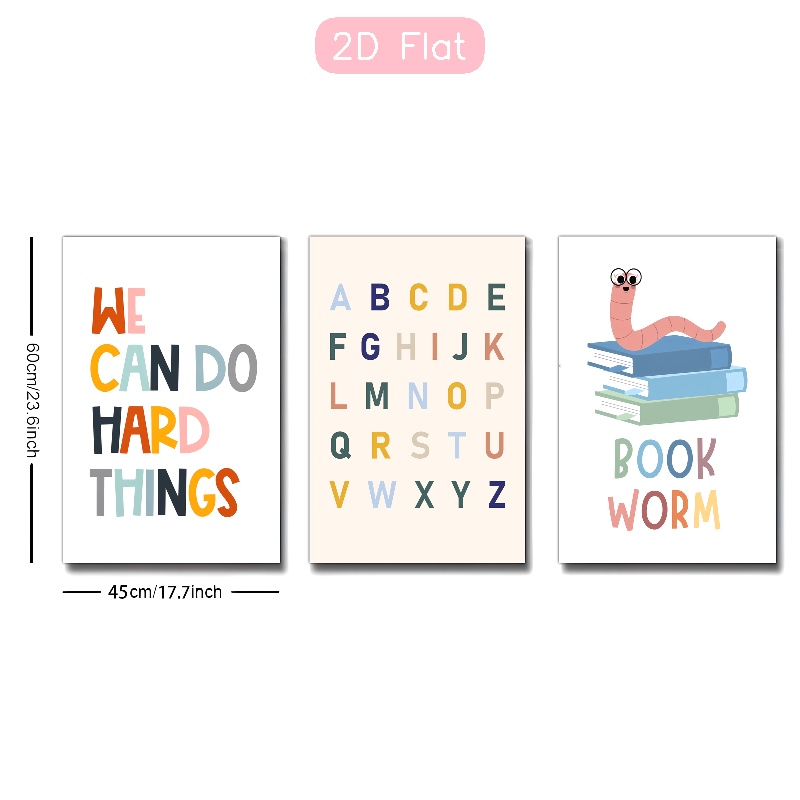 2D Flat
WE
CAN DO
HARD
THINGS
A B C D E
F G H I J K
L M N O P
Q R S T U
V W X Y Z
BOOK
WORM
60cm/23.6inch
45cm/17.7inch